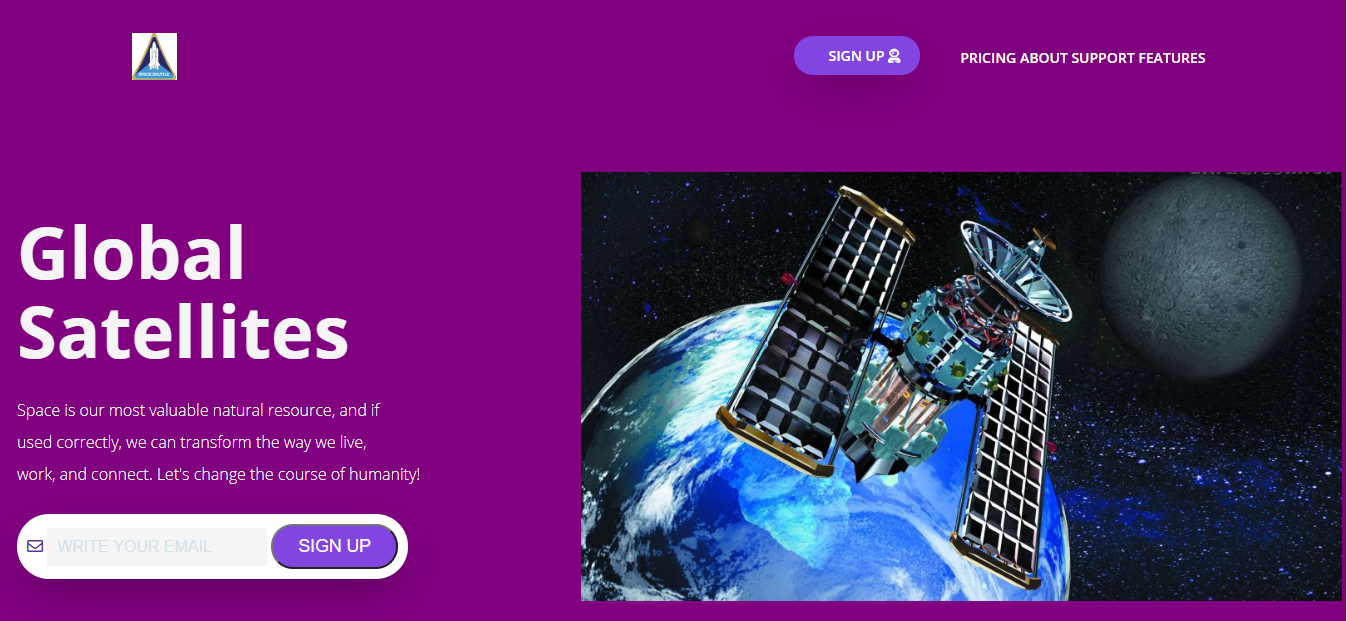 SPACE SHUTTLE
SIGN UP
PRICING ABOUT SUPPORT FEATURES
Global
Satellites
Space is our most valuable natural resource, and if
used correctly, we can transform the way we live,
work, and connect. Let's change the course of humanity!
WRITE YOUR EMAIL
SIGN UP